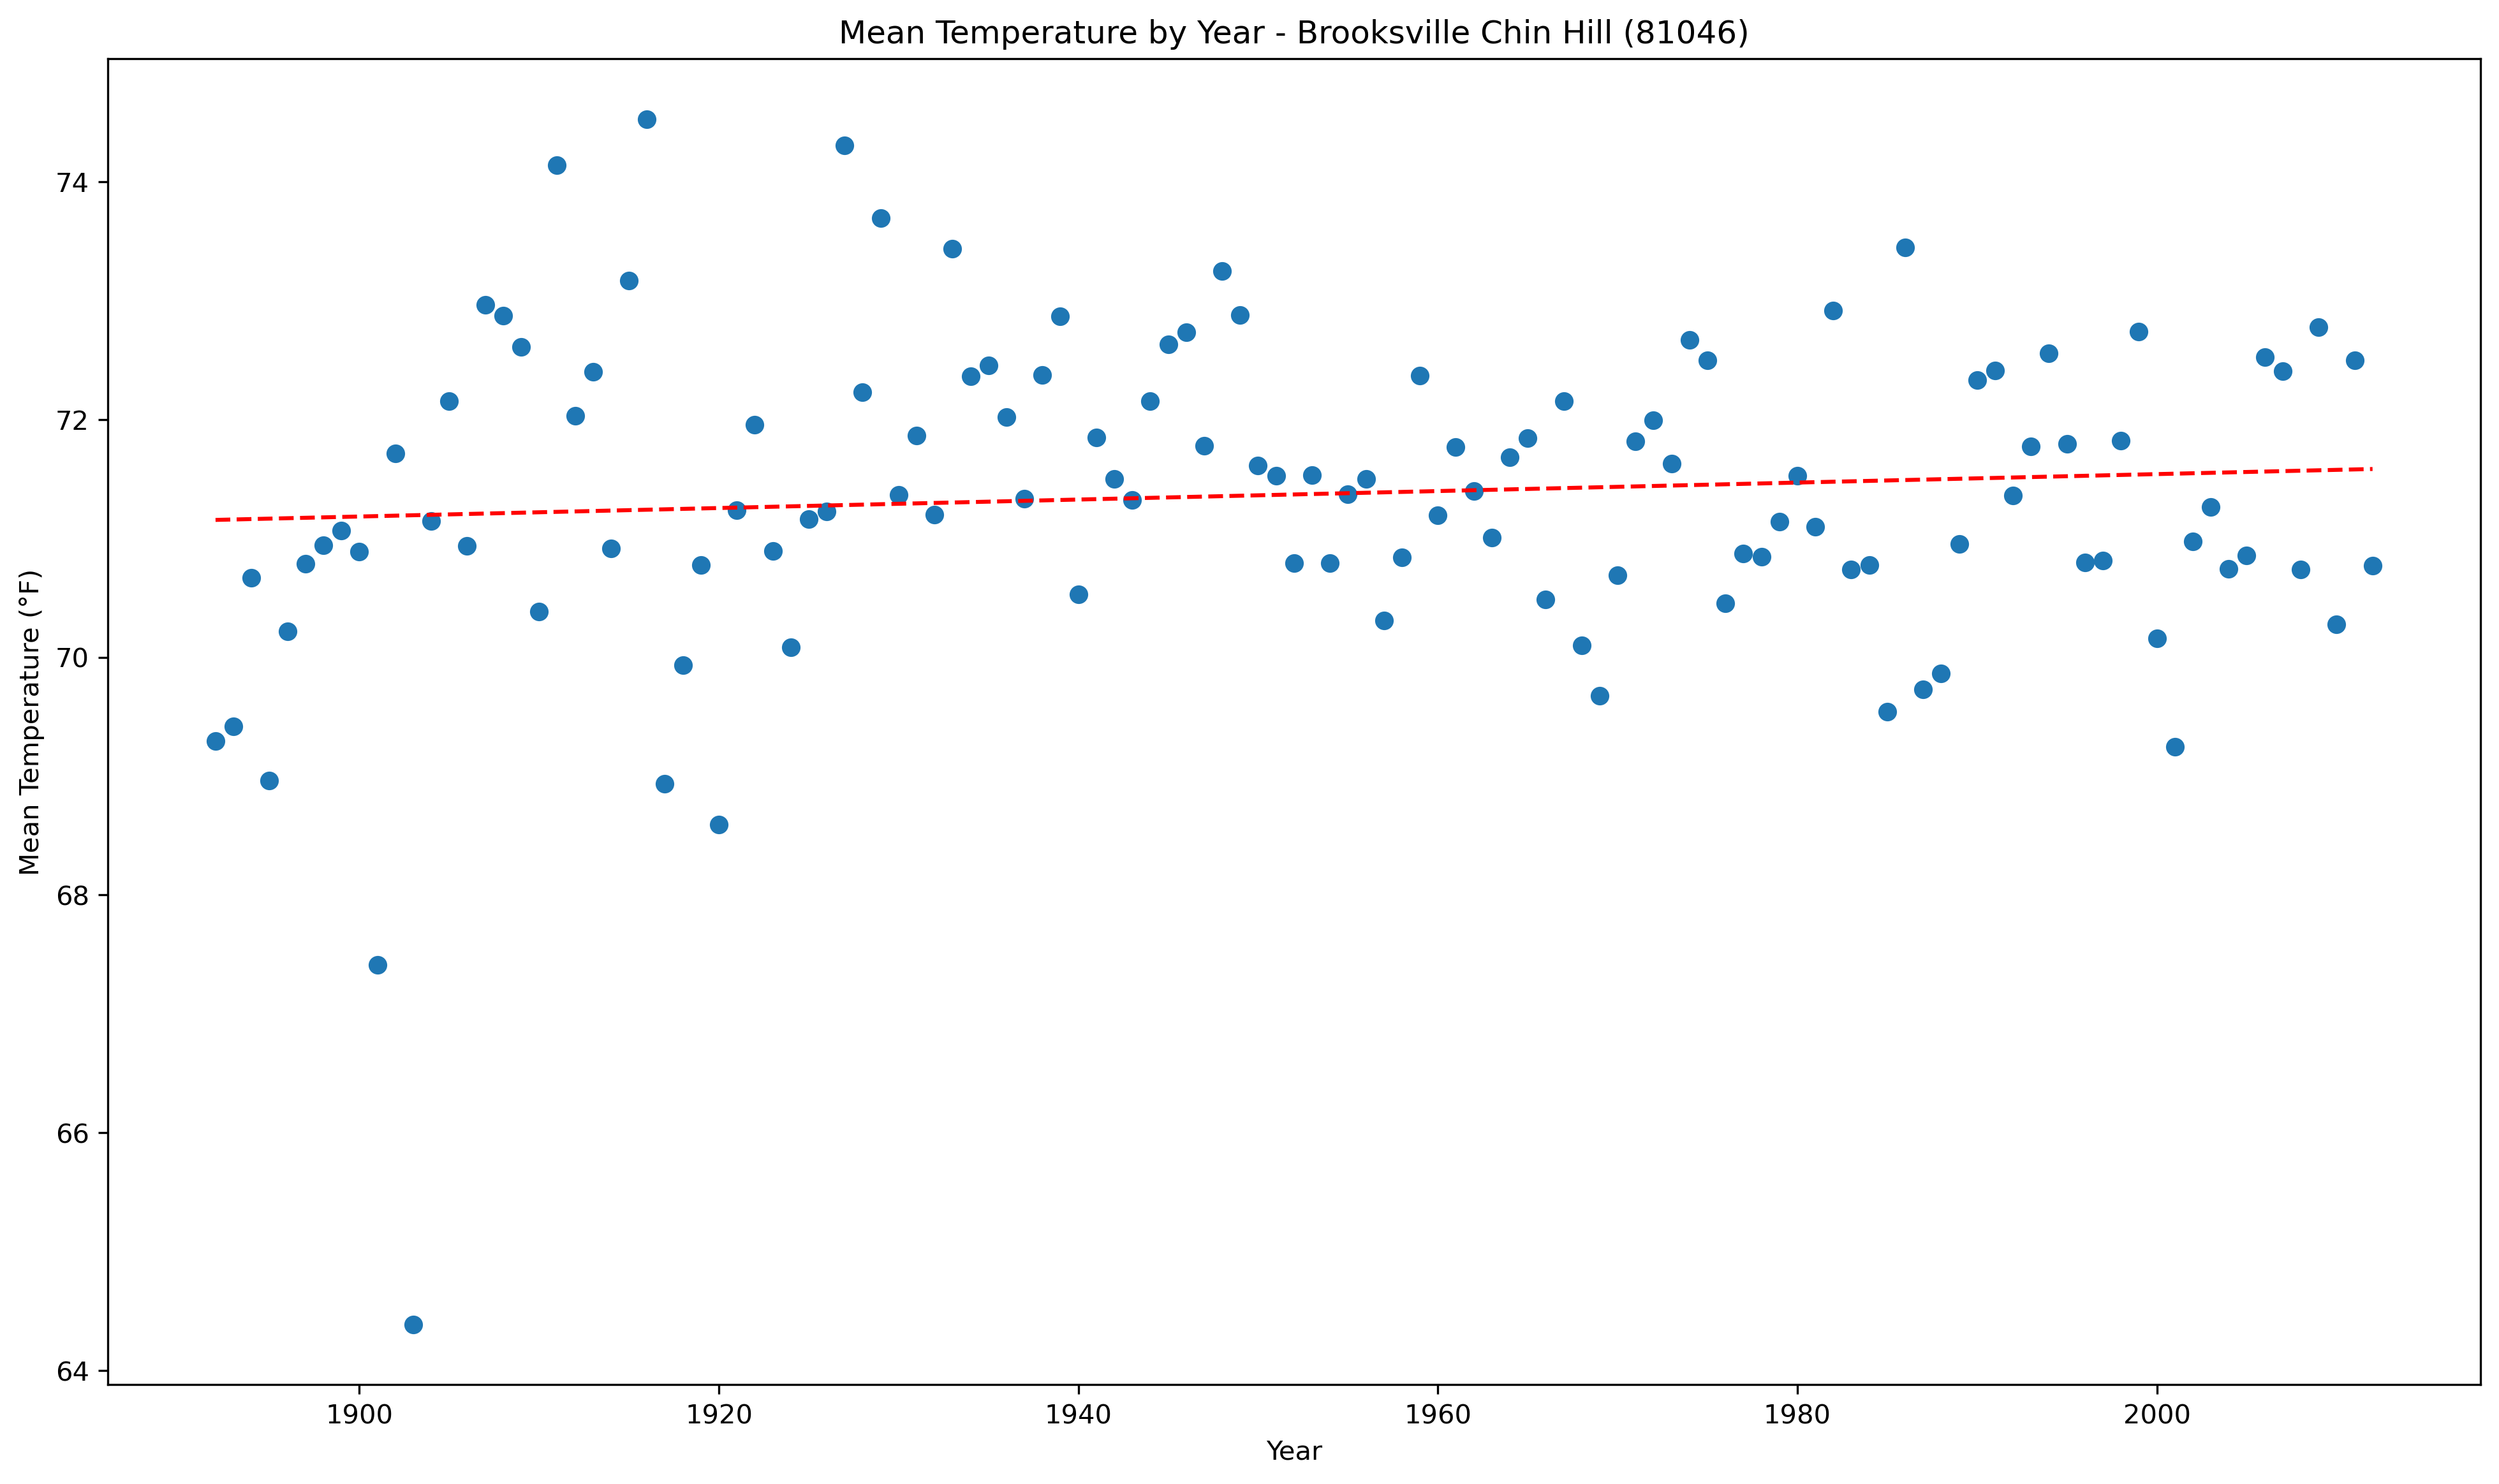 Mean Temperature by Year - Brooksville Chin Hill (81046)
Mean Temperature (°F)
74
72
70
68
66
64
1900 1920 1940 1960 1980 2000
Year